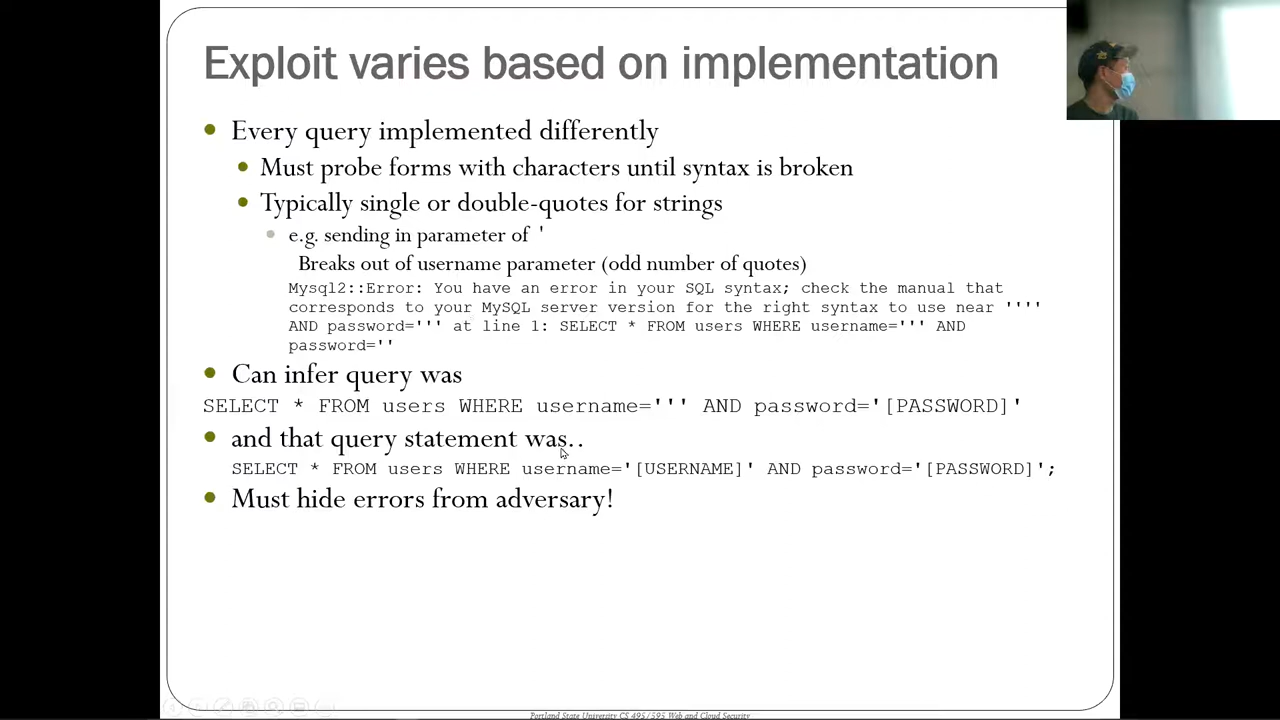 Exploit varies based on implementation
Every query implemented differently
Must probe forms with characters until syntax is broken
Typically single or double-quotes for strings
e.g. sending in parameter of '
Breaks out of username parameter (odd number of quotes)
Mysql2::Error: You have an error in your SQL syntax; check the manual that
corresponds to your MySQL server version for the right syntax to use near ''''
AND password=''' at line 1: SELECT * FROM users WHERE username=''' AND
password=''
Can infer query was
SELECT * FROM users WHERE username=''' AND password='[PASSWORD]'
and that query statement was..
SELECT * FROM users WHERE username='[USERNAME]' AND password='[PASSWORD]';
Must hide errors from adversary!
Portland State University CS 495/595 Web and Cloud Security